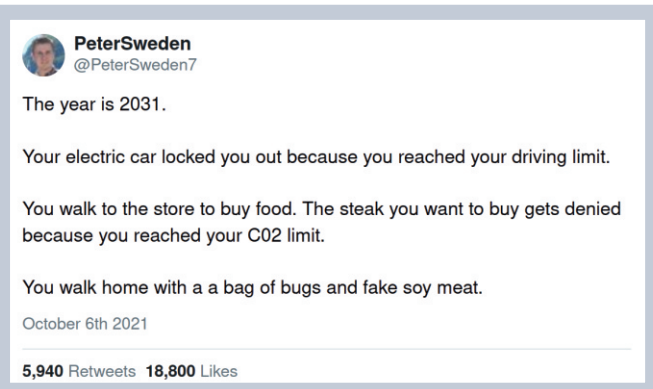 PeterSweden
@PeterSweden7
The year is 2031.
Your electric car locked you out because you reached your driving limit.
You walk to the store to buy food. The steak you want to buy gets denied
because you reached your C02 limit.
You walk home with a a bag of bugs and fake soy meat.
October 6th 2021
5,940 Retweets 18,800 Likes